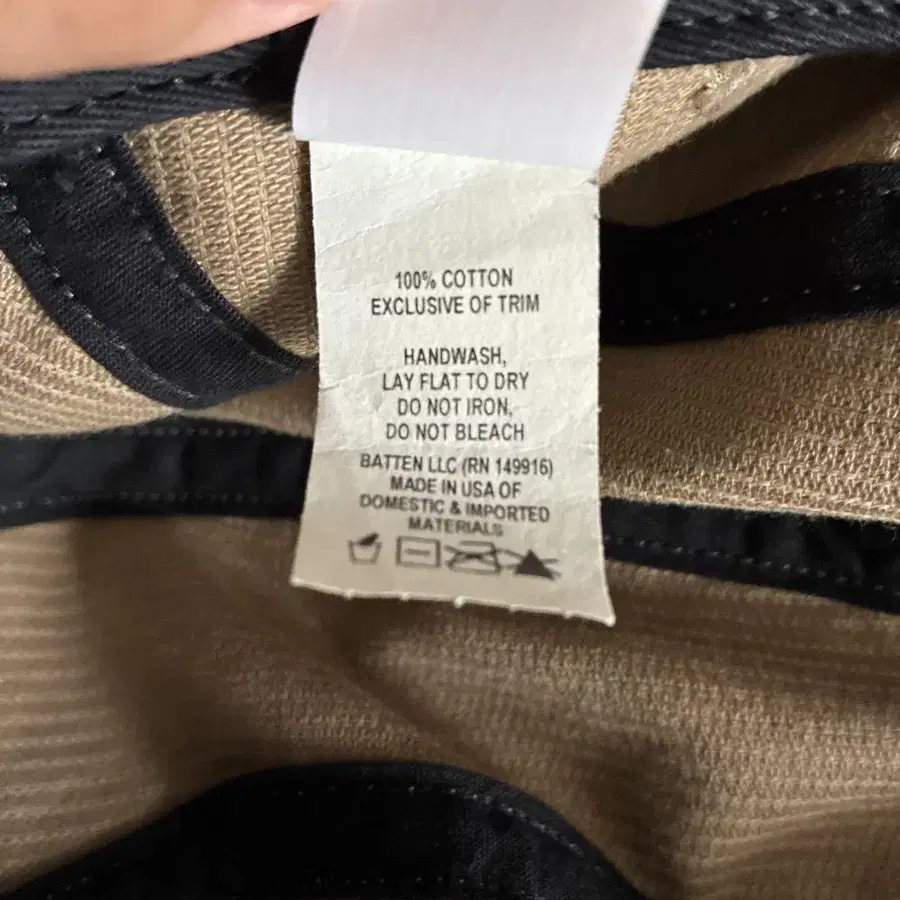 100% COTTON
EXCLUSIVE OF TRIM
HANDWASH,
LAY FLAT TO DRY
DO NOT IRON,
DO NOT BLEACH
BATTEN LLC (RN 149916)
MADE IN USA OF
DOMESTIC & IMPORTED
MATERIALS